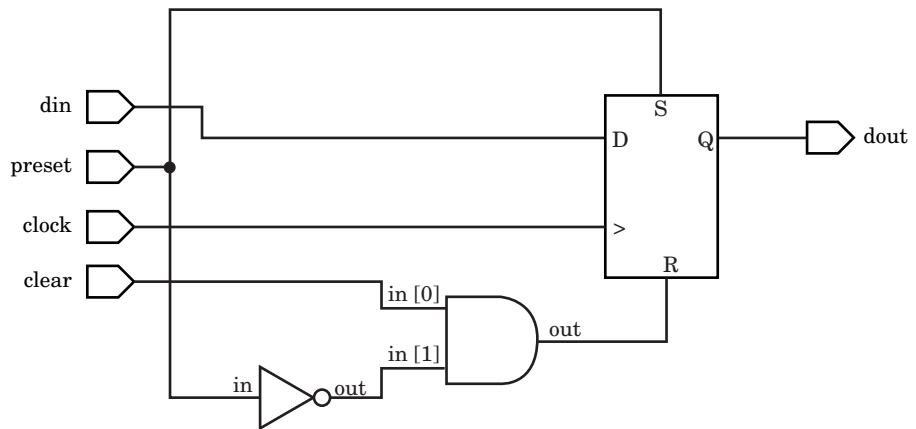 din
S
D
Q
dout
preset
clock
>
clear
R
in [0]
out
in [1]
in
out